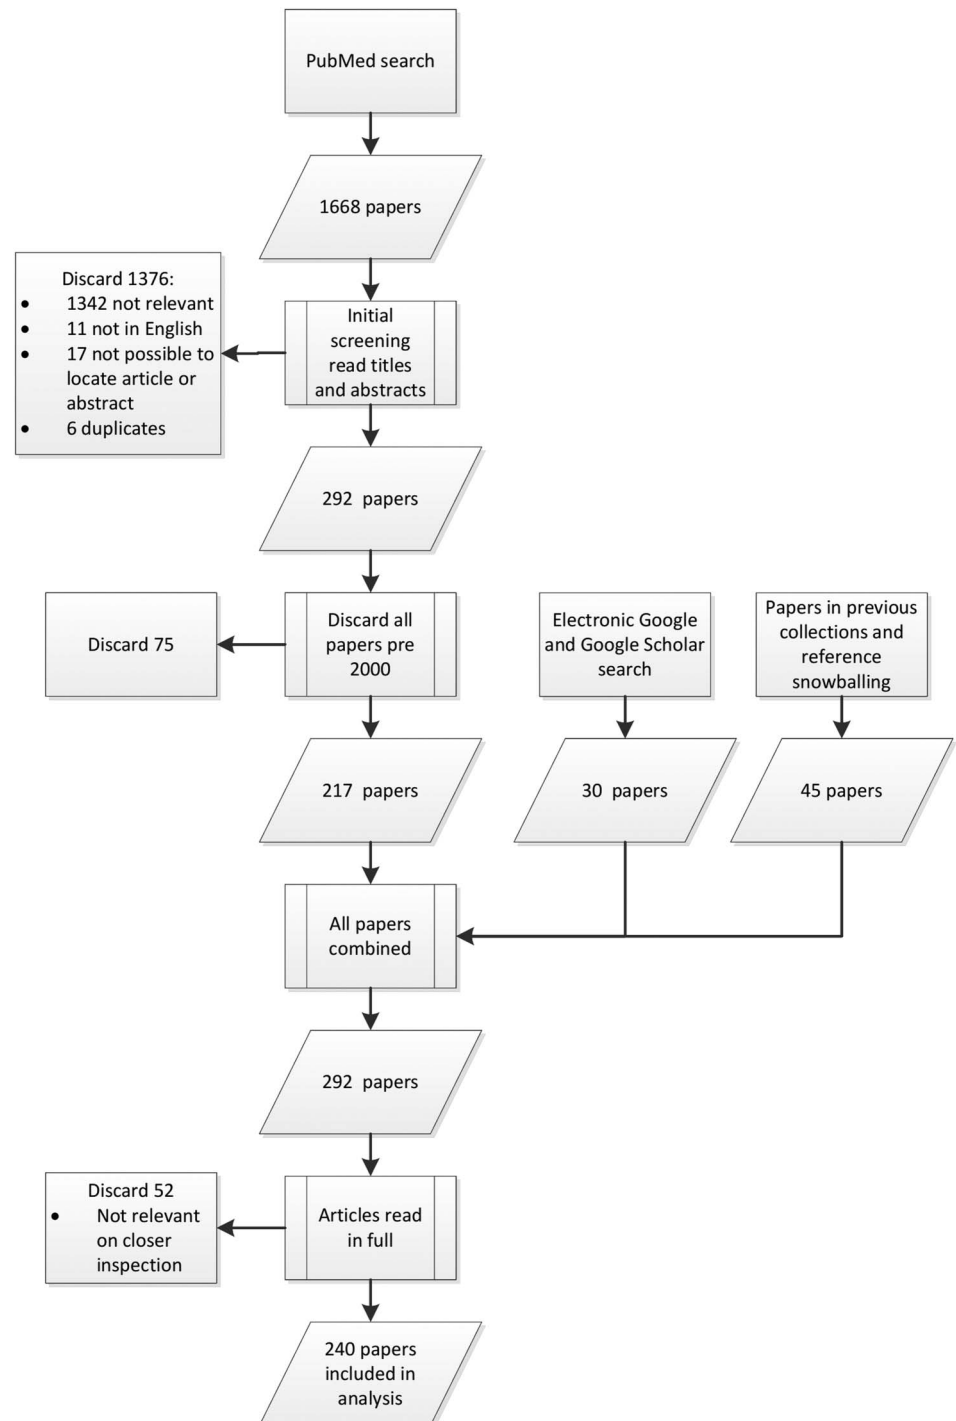 PubMed search
1668 papers
Discard 1376:
• 1342 not relevant
• 11 not in English
• 17 not possible to
locate article or
abstract
• 6 duplicates
Initial
screening
read titles
and abstracts
292 papers
Discard 75
Discard all
papers pre
2000
Electronic Google
and Google Scholar
search
Papers in previous
collections and
reference
snowballing
217 papers
30 papers
45 papers
All papers
combined
292 papers
Discard 52
• Not relevant
on closer
inspection
Articles read
in full
240 papers
included in
analysis